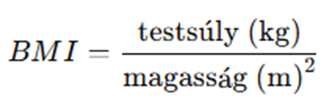 BMI = testsúly (kg)
magasság (m)²